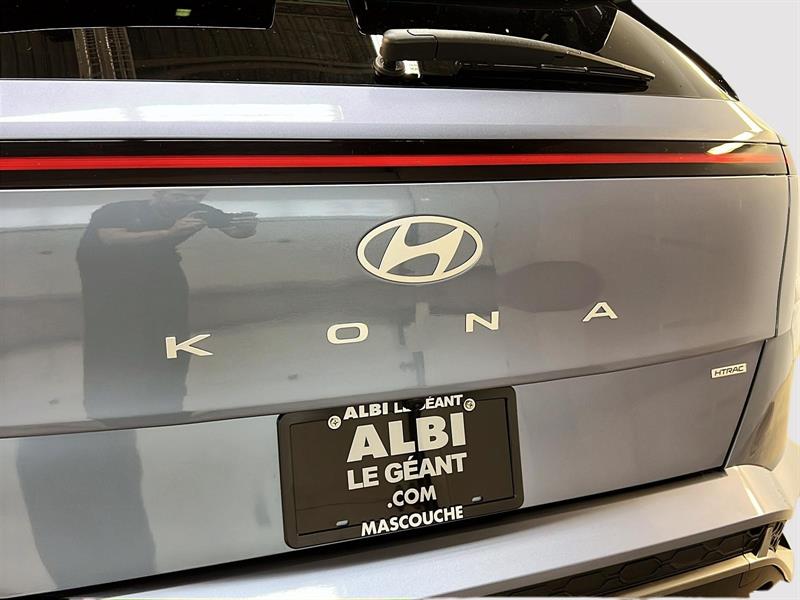 KONA
HTRAC
ALBI LE GÉANT
ALBI
LE GÉANT
.COM
MASCOUCHE